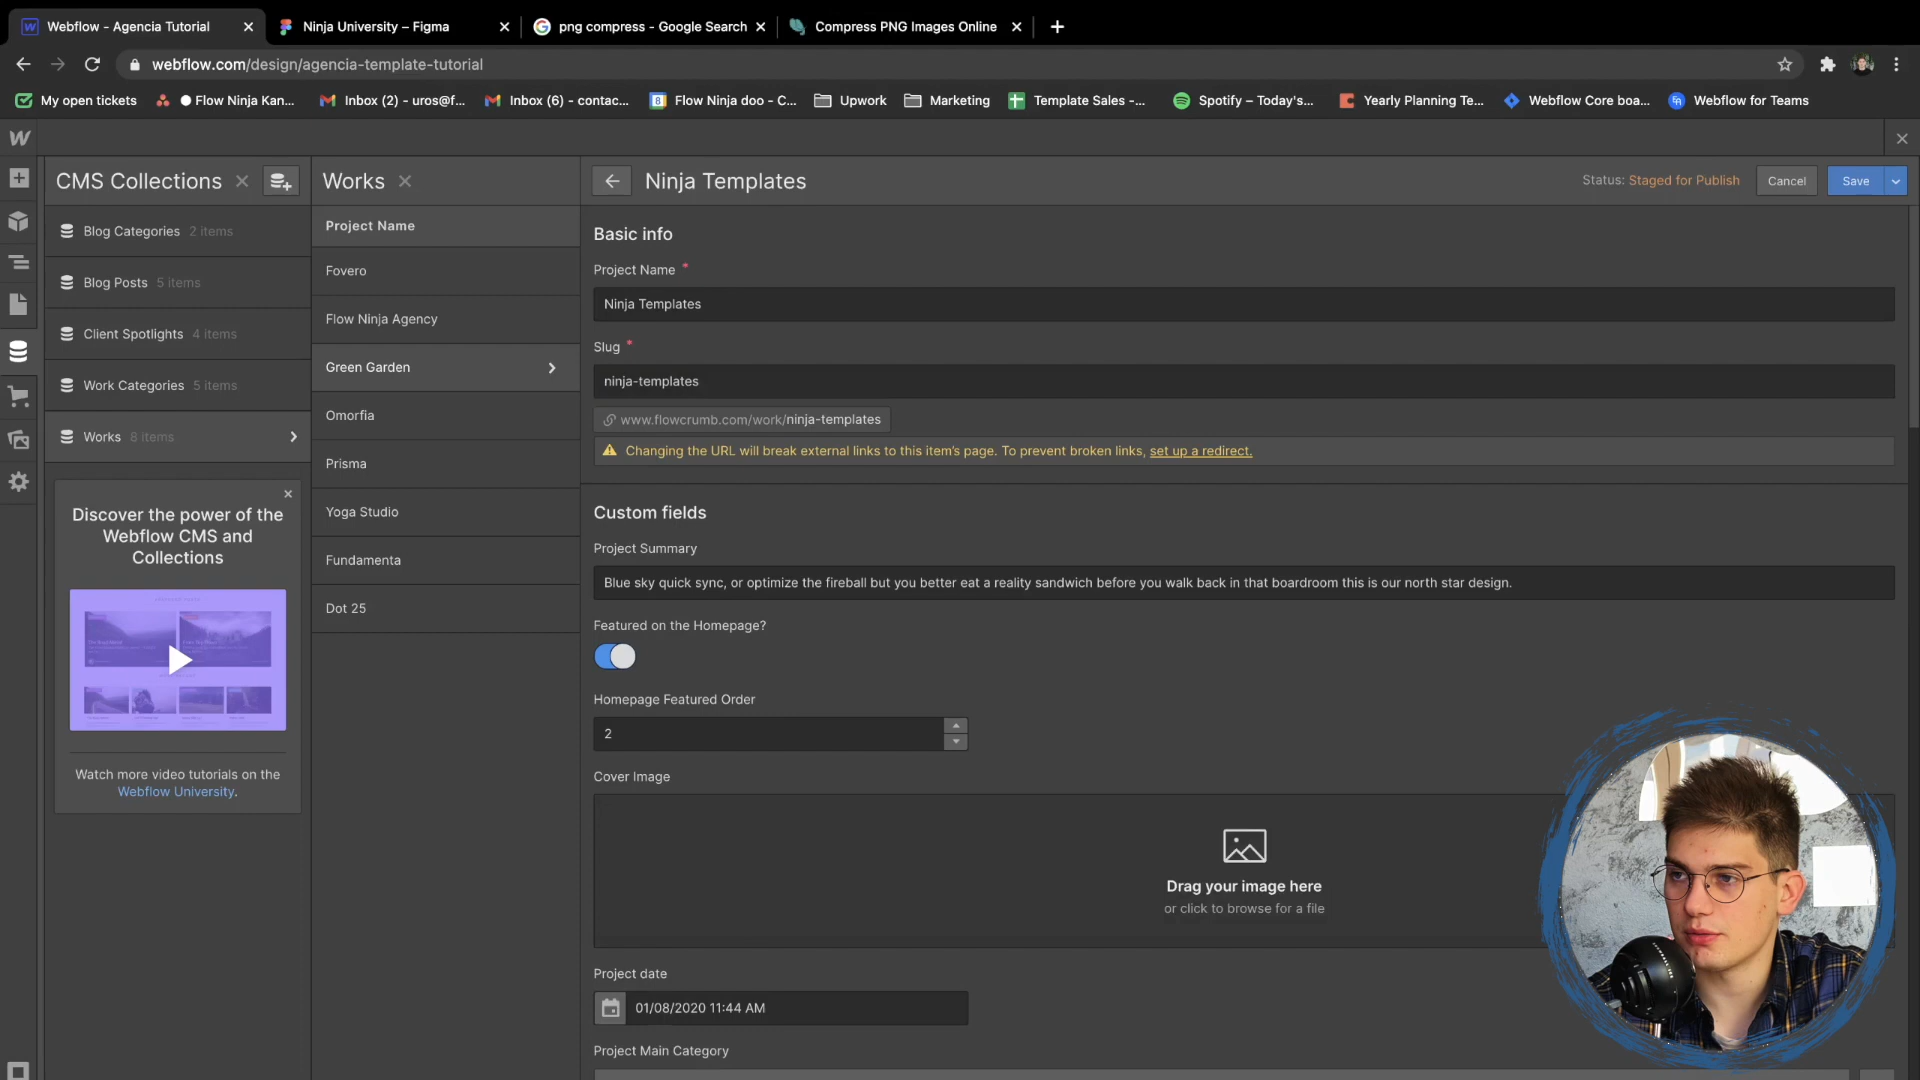 Webflow - Agencia Tutorial
Ninja University – Figma
png compress - Google Search
Compress PNG Images Online
webflow.com/design/agencia-template-tutorial
My open tickets
Flow Ninja Kan...
Inbox (2) - uros@f...
Inbox (6) - contac...
8 Flow Ninja doo - C...
Upwork
Marketing
Template Sales -...
Spotify – Today's...
Yearly Planning Te...
Webflow Core boa...
Webflow for Teams
CMS Collections
Works
Ninja Templates
Status: Staged for Publish
Cancel
Save
Blog Categories 2 items
Blog Posts 5 items
Client Spotlights 4 items
Work Categories 5 items
Works 8 items
Discover the power of the
Webflow CMS and
Collections
Watch more video tutorials on the
Webflow University.
Project Name
Fovero
Flow Ninja Agency
Green Garden
Omorfia
Prisma
Yoga Studio
Fundamenta
Dot 25
Basic info
Project Name *
Ninja Templates
Slug *
ninja-templates
www.flowcrumb.com/work/ninja-templates
Changing the URL will break external links to this item's page. To prevent broken links, set up a redirect.
Custom fields
Project Summary
Blue sky quick sync, or optimize the fireball but you better eat a reality sandwich before you walk back in that boardroom this is our north star design.
Featured on the Homepage?
Homepage Featured Order
2
Cover Image
Drag your image here
or click to browse for a file
Project date
01/08/2020 11:44 AM
Project Main Category